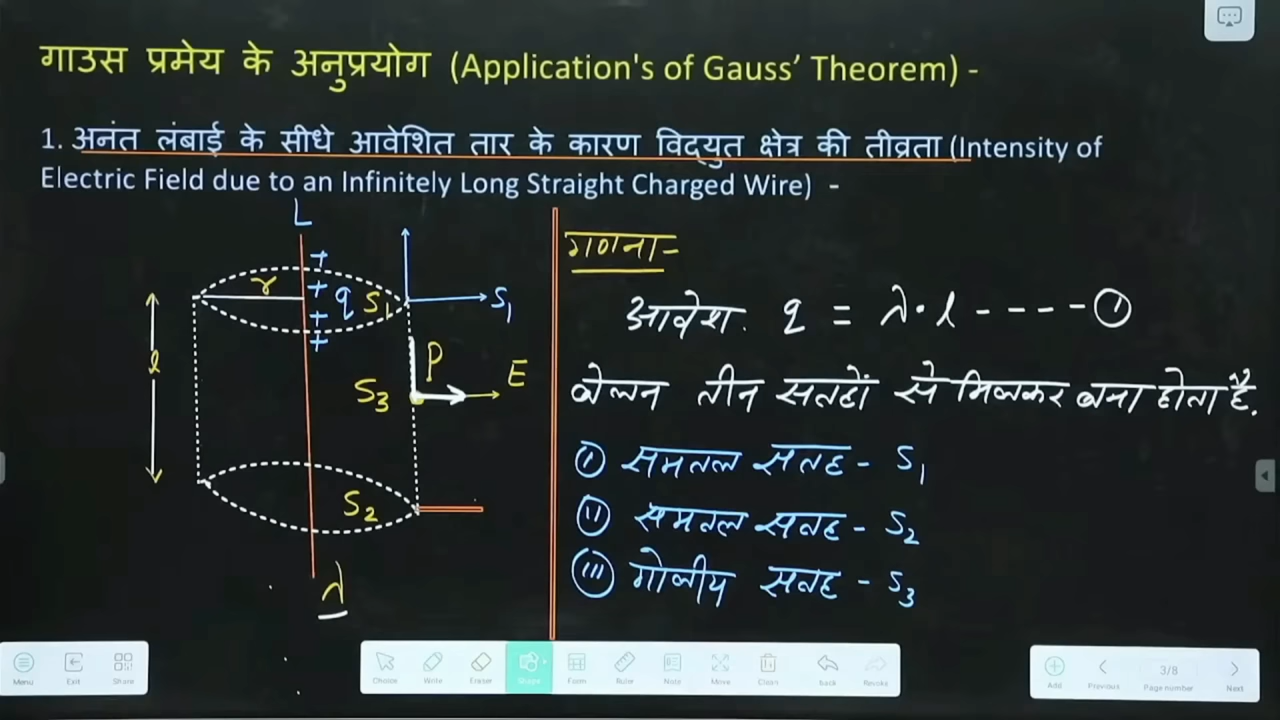 गाउस प्रमेय के अनुप्रयोग (Application's of Gauss’ Theorem) -
1. अनंत लंबाई के सीधे आवेशित तार के कारण विद्युत क्षेत्र की तीव्रता (Intensity of
Electric Field due to an Infinitely Long Straight Charged Wire) -
L
+
+
+
+
r
q
S₁
S₁
l
P
E
S₃
S₂
λ
गणना-
आवेश. q = λ·l - - - - ①
बेलन तीन सतहों से मिलकर बना होता है.
(i) समतल सतह - S₁
(ii) समतल सतह - S₂
(iii) गोलीय सतह - S₃
Menu
Exit
Share
Choose
Write
Eraser
Shape
Form
Ruler
Note
Move
Clean
back
Revoke
Add
Previous
3/8
Page number
Next